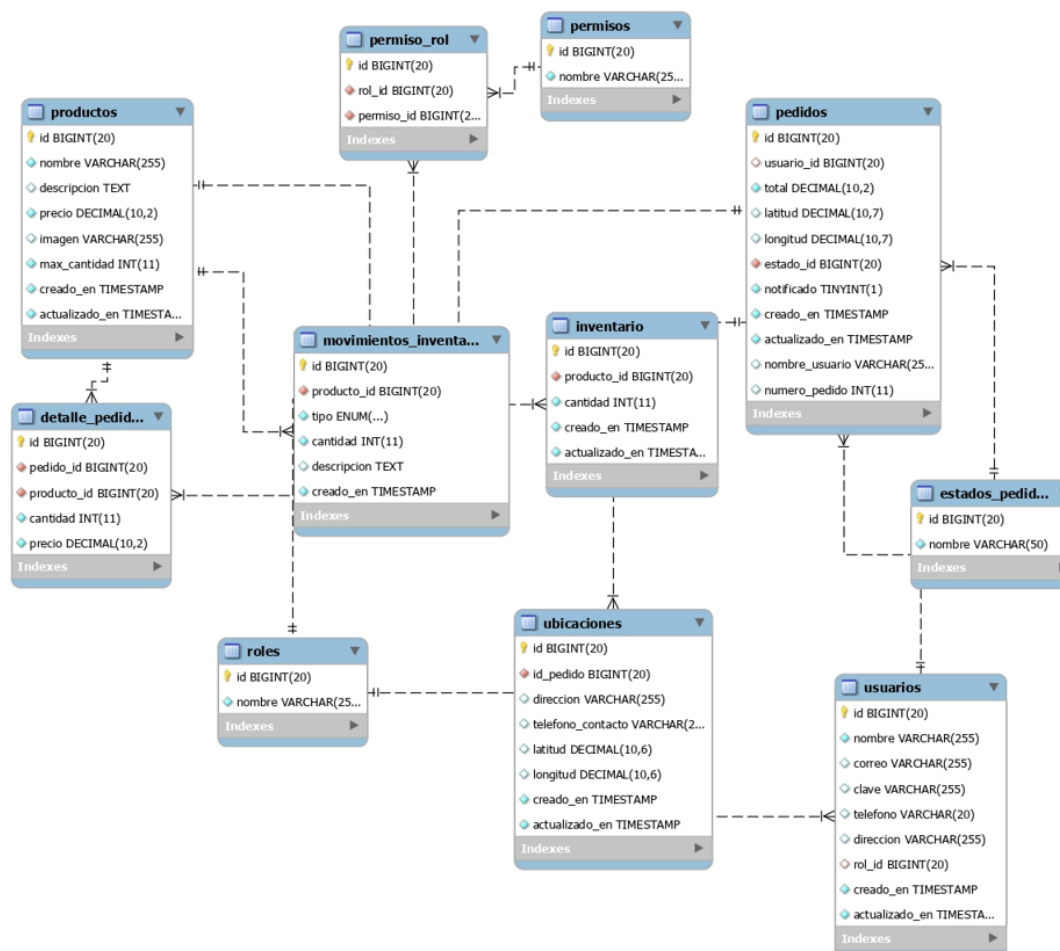 permiso_rol
id BIGINT(20)
rol_id BIGINT(20)
permiso_id BIGINT(2...
Indexes
permisos
id BIGINT(20)
nombre VARCHAR(25...
Indexes
productos
id BIGINT(20)
nombre VARCHAR(255)
descripcion TEXT
precio DECIMAL(10,2)
imagen VARCHAR(255)
max_cantidad INT(11)
creado_en TIMESTAMP
actualizado_en TIMESTA...
Indexes
pedidos
id BIGINT(20)
usuario_id BIGINT(20)
total DECIMAL(10,2)
latitud DECIMAL(10,7)
longitud DECIMAL(10,7)
estado_id BIGINT(20)
notificado TINYINT(1)
creado_en TIMESTAMP
actualizado_en TIMESTAMP
nombre_usuario VARCHAR(25...
numero_pedido INT(11)
Indexes
movimientos_inventa...
id BIGINT(20)
producto_id BIGINT(20)
tipo ENUM(...)
cantidad INT(11)
descripcion TEXT
creado_en TIMESTAMP
Indexes
inventario
id BIGINT(20)
producto_id BIGINT(20)
cantidad INT(11)
creado_en TIMESTAMP
actualizado_en TIMESTA...
Indexes
detalle_pedid...
id BIGINT(20)
pedido_id BIGINT(20)
producto_id BIGINT(20)
cantidad INT(11)
precio DECIMAL(10,2)
Indexes
estados_pedid...
id BIGINT(20)
nombre VARCHAR(50)
Indexes
roles
id BIGINT(20)
nombre VARCHAR(25...
Indexes
ubicaciones
id BIGINT(20)
id_pedido BIGINT(20)
direccion VARCHAR(255)
telefono_contacto VARCHAR(2...
latitud DECIMAL(10,6)
longitud DECIMAL(10,6)
creado_en TIMESTAMP
actualizado_en TIMESTAMP
Indexes
usuarios
id BIGINT(20)
nombre VARCHAR(255)
correo VARCHAR(255)
clave VARCHAR(255)
telefono VARCHAR(20)
direccion VARCHAR(255)
rol_id BIGINT(20)
creado_en TIMESTAMP
actualizado_en TIMESTA...
Indexes